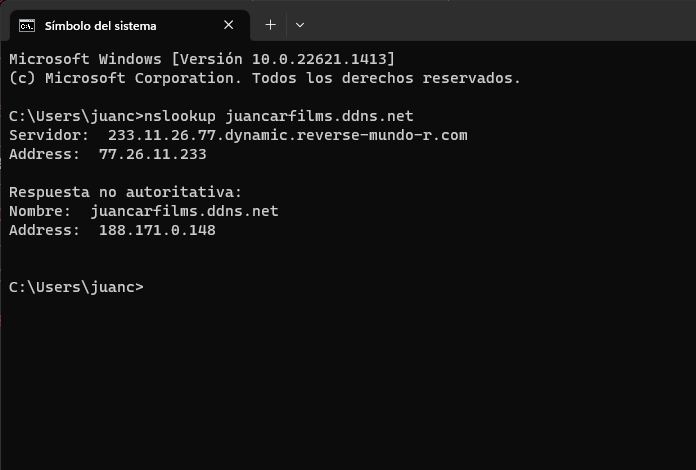 Símbolo del sistema
Microsoft Windows [Versión 10.0.22621.1413]
(c) Microsoft Corporation. Todos los derechos reservados.
C:\Users\juanc>nslookup juancarfilms.ddns.net
Servidor:  233.11.26.77.dynamic.reverse-mundo-r.com
Address:  77.26.11.233
Respuesta no autoritativa:
Nombre:  juancarfilms.ddns.net
Address:  188.171.0.148
C:\Users\juanc>